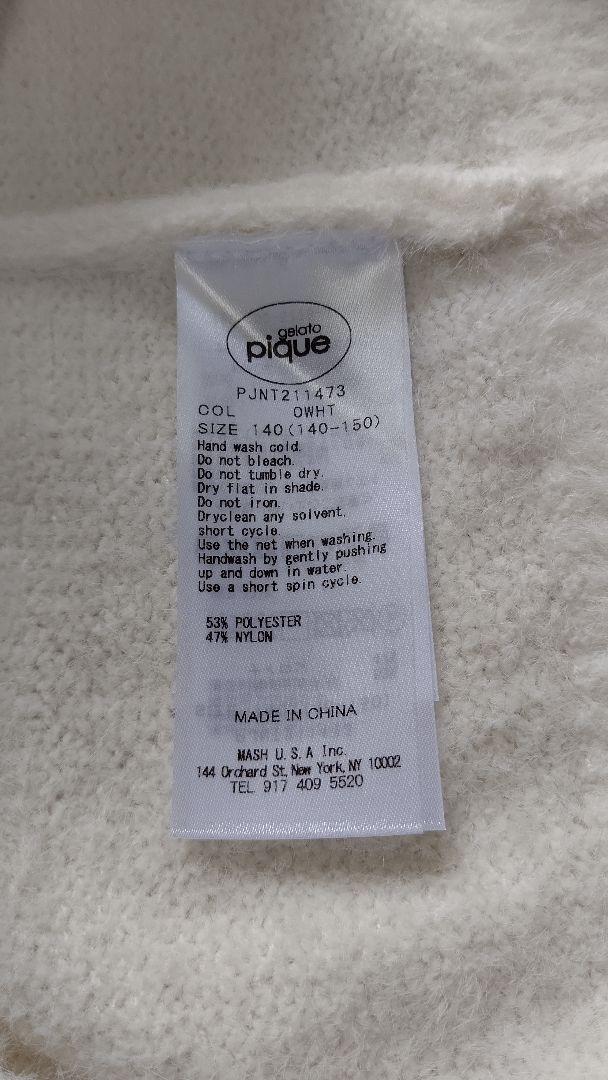 gelato
pique
PJNT211473
COL OWHT
SIZE 140(140-150)
Hand wash cold.
Do not bleach.
Do not tumble dry.
Dry flat in shade.
Do not iron.
Dryclean any solvent.
short cycle.
Use the net when washing.
Handwash by gently pushing
up and down in water.
Use a short spin cycle.
53% POLYESTER
47% NYLON
MADE IN CHINA
MASH U.S.A Inc.
144 Orchard St, New York, NY 10002
TEL 917 409 5520